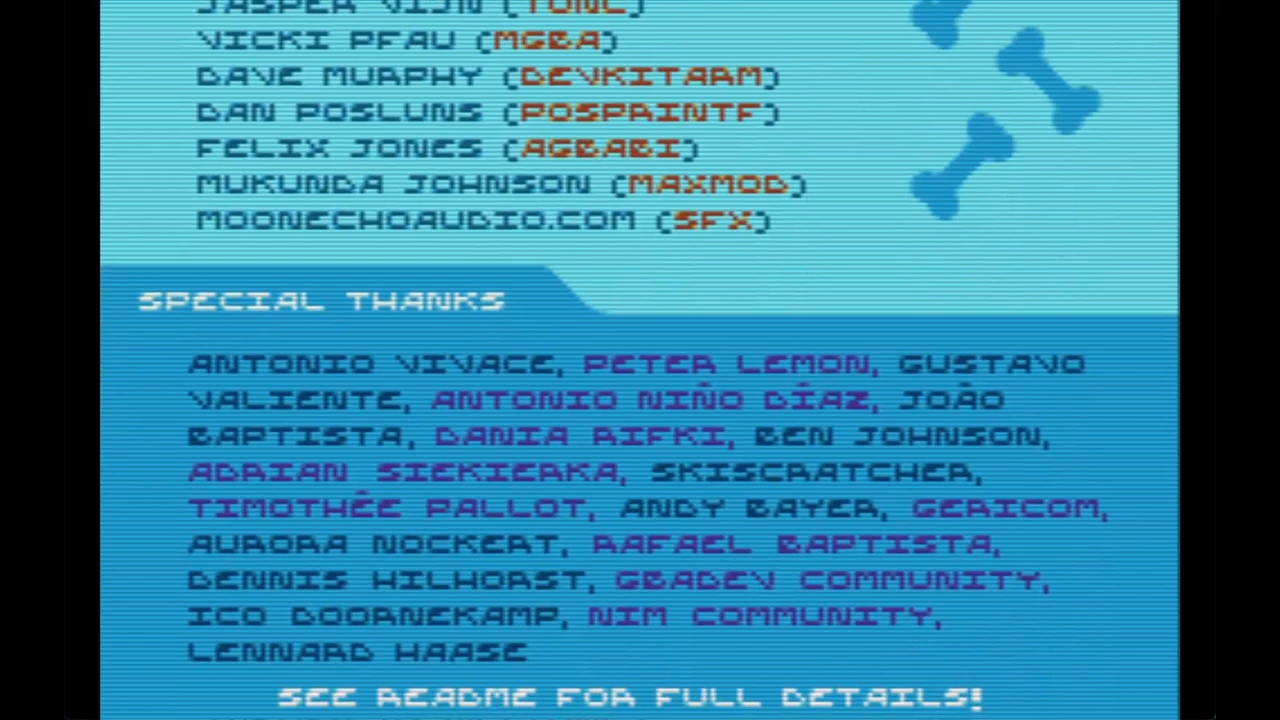 JASPER VIJN (TONC)
VICKI PFAU (MGBA)
DAVE MURPHY (DEVKITARM)
DAN POSLUNS (POSPRINTF)
FELIX JONES (AGBABI)
MUKUNDA JOHNSON (MAXMOD)
MOONECHOAUDIO.COM (SFX)
SPECIAL THANKS
ANTONIO VIVACE, PETER LEMON, GUSTAVO
VALIENTE, ANTONIO NIÑO DÍAZ, JOÃO
BAPTISTA, DANIA RIFKI, BEN JOHNSON,
ADRIAN SIEKIERKA, SKISCRATCHER,
TIMOTHÉE PALLOT, ANDY BAYER, GERICOM,
AURORA NOCKERT, RAFAEL BAPTISTA,
DENNIS HILHORST, GBADEV COMMUNITY,
ICO DOORNEKAMP, NIM COMMUNITY,
LENNARD HAASE
SEE README FOR FULL DETAILS!